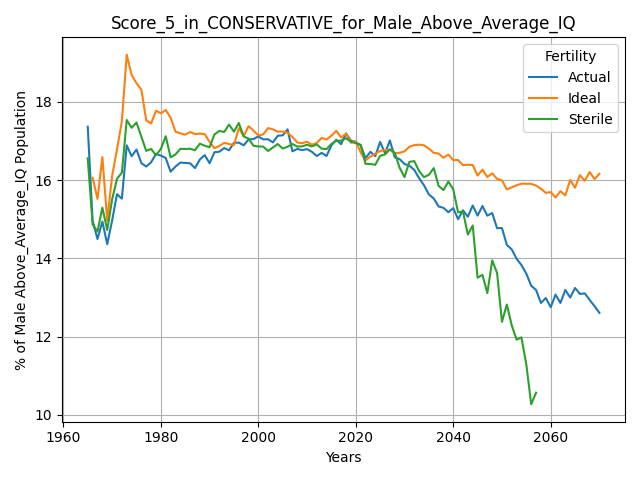 Score_5_in_CONSERVATIVE_for_Male_Above_Average_IQ
% of Male Above_Average_IQ Population
18
16
14
12
10
Fertility
Actual
Ideal
Sterile
1960
1980
2000
2020
2040
2060
Years